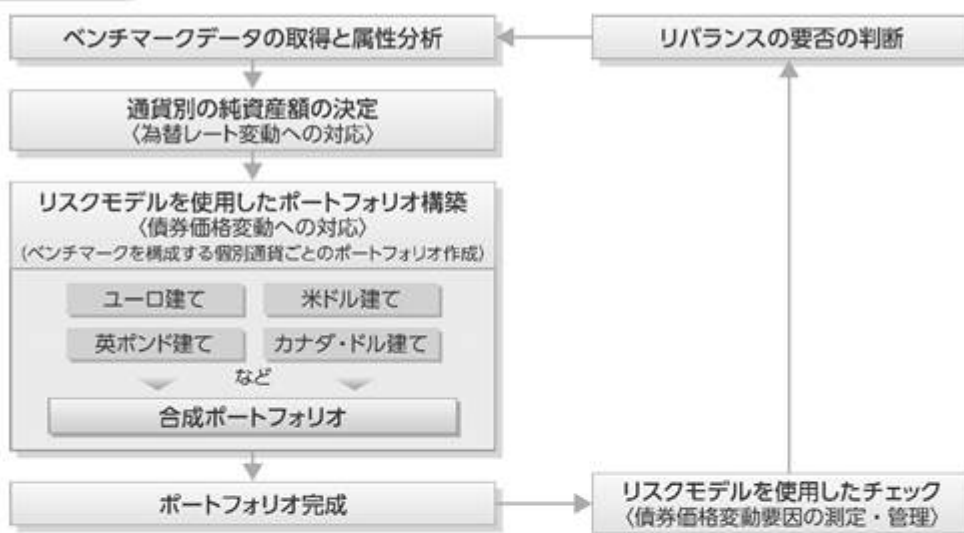 ベンチマークデータの取得と属性分析
リバランスの要否の判断
通貨別の純資産額の決定
〈為替レート変動への対応〉
リスクモデルを使用したポートフォリオ構築
〈債券価格変動への対応〉
(ベンチマークを構成する個別通貨ごとのポートフォリオ作成)
ユーロ建て
米ドル建て
英ポンド建て
カナダ・ドル建て
など
合成ポートフォリオ
ポートフォリオ完成
リスクモデルを使用したチェック
〈債券価格変動要因の測定・管理〉